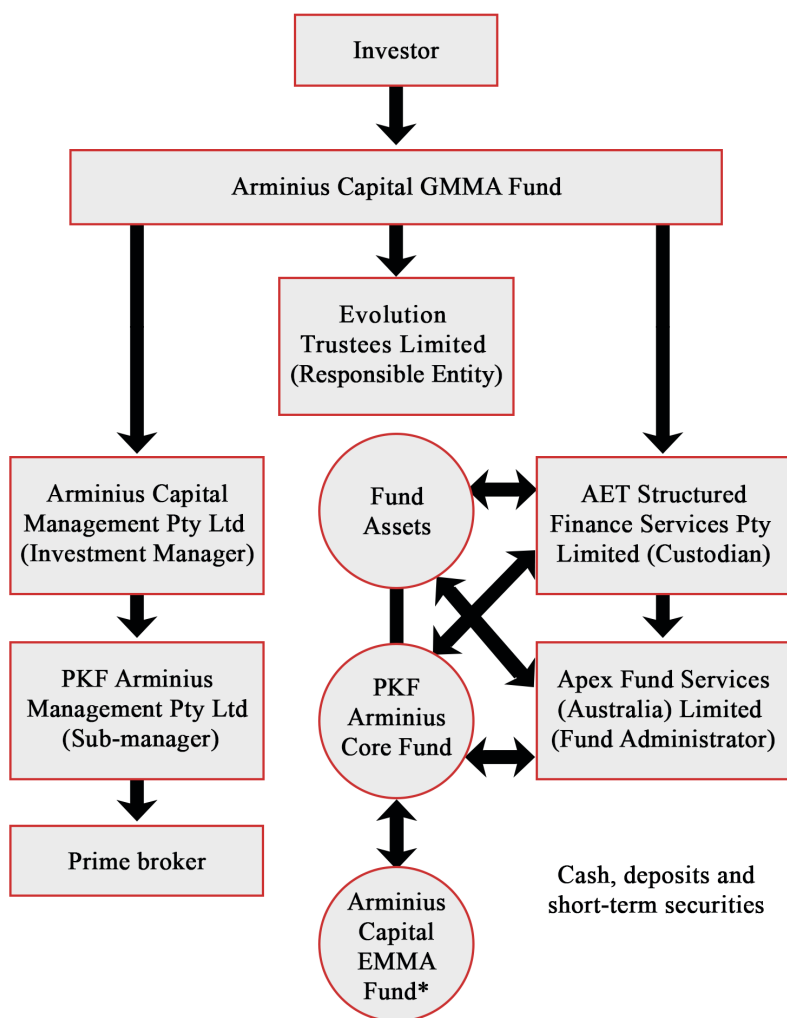 Investor
Arminius Capital GMMA Fund
Evolution
Trustees Limited
(Responsible Entity)
Arminius Capital
Management Pty Ltd
(Investment Manager)
Fund
Assets
AET Structured
Finance Services Pty
Limited (Custodian)
PKF Arminius
Management Pty Ltd
(Sub-manager)
PKF
Arminius
Core Fund
Apex Fund Services
(Australia) Limited
(Fund Administrator)
Prime broker
Arminius
Capital
EMMA
Fund*
Cash, deposits and
short-term securities